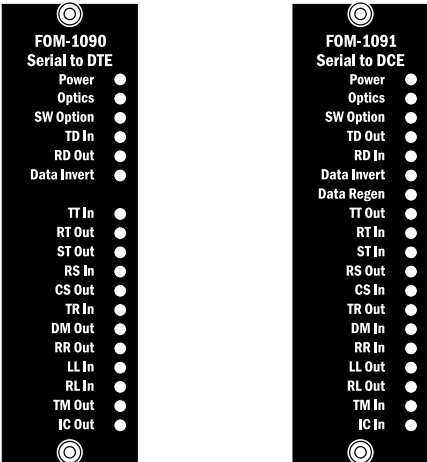 FOM-1090
Serial to DTE
Power
Optics
SW Option
TD In
RD Out
Data Invert
TT In
RT Out
ST Out
RS In
CS Out
TR In
DM Out
RR Out
LL In
RL In
TM Out
IC Out
FOM-1091
Serial to DCE
Power
Optics
SW Option
TD Out
RD In
Data Invert
Data Regen
TT Out
RT In
ST In
RS Out
CS In
TR Out
DM In
RR In
LL Out
RL Out
TM In
IC In